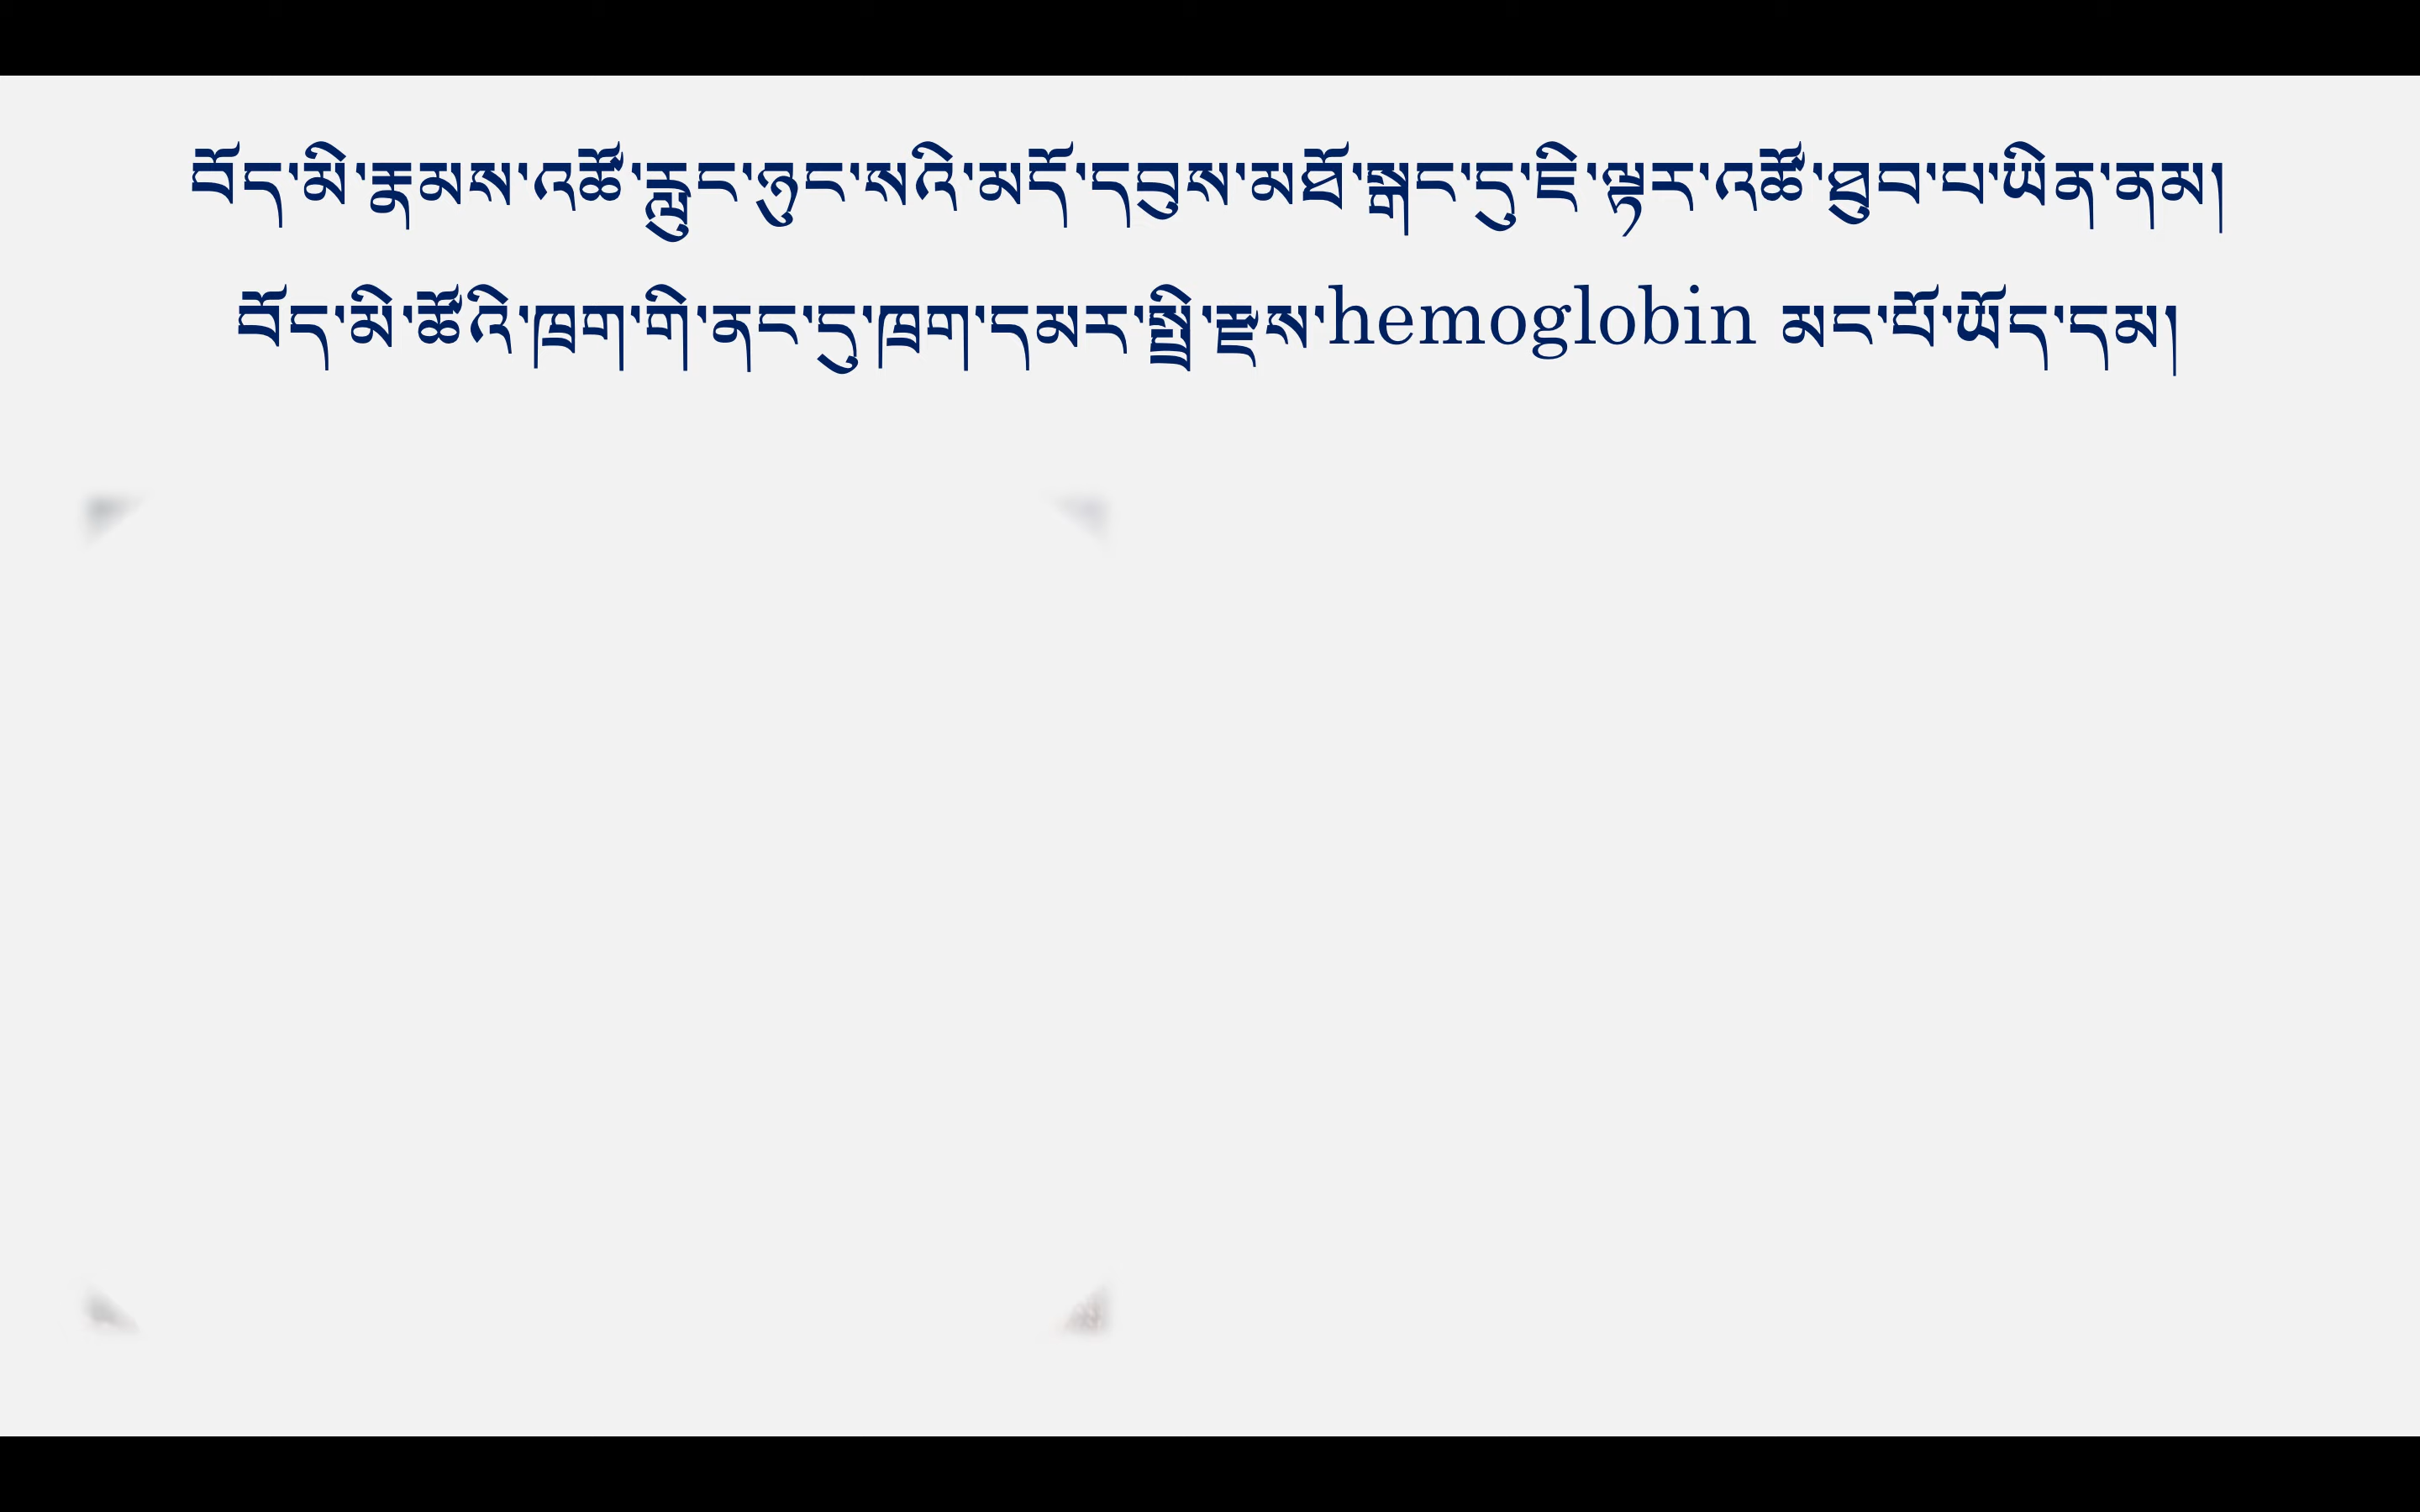 བོད་མི་རྣམས་འཚོ་རླུང་ཉུང་སའི་མདོ་དབུས་མཐོ་སྒང་དུ་ཇི་ལྟར་འཚོ་ཐུབ་པ་ཡིན་ནམ།
བོད་མི་ཚོའི་ཁྲག་གི་ནང་དུ་ཁྲག་དམར་སྤྲི་རྫས་hemoglobin མང་པོ་ཡོད་དམ།